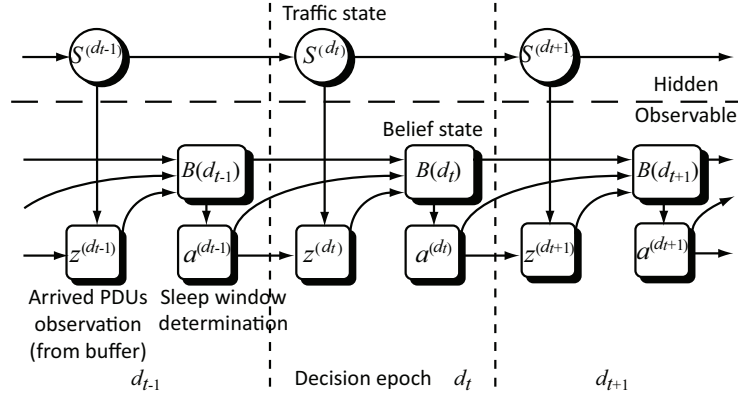 Traffic state
S(dt-1) S(dt) S(dt+1)
Hidden
Observable
Belief state
B(dt-1) B(dt) B(dt+1)
z(dt-1) a(dt-1) z(dt) a(dt) z(dt+1) a(dt+1)
Arrived PDUs Sleep window
observation determination
(from buffer)
dt-1 Decision epoch dt dt+1